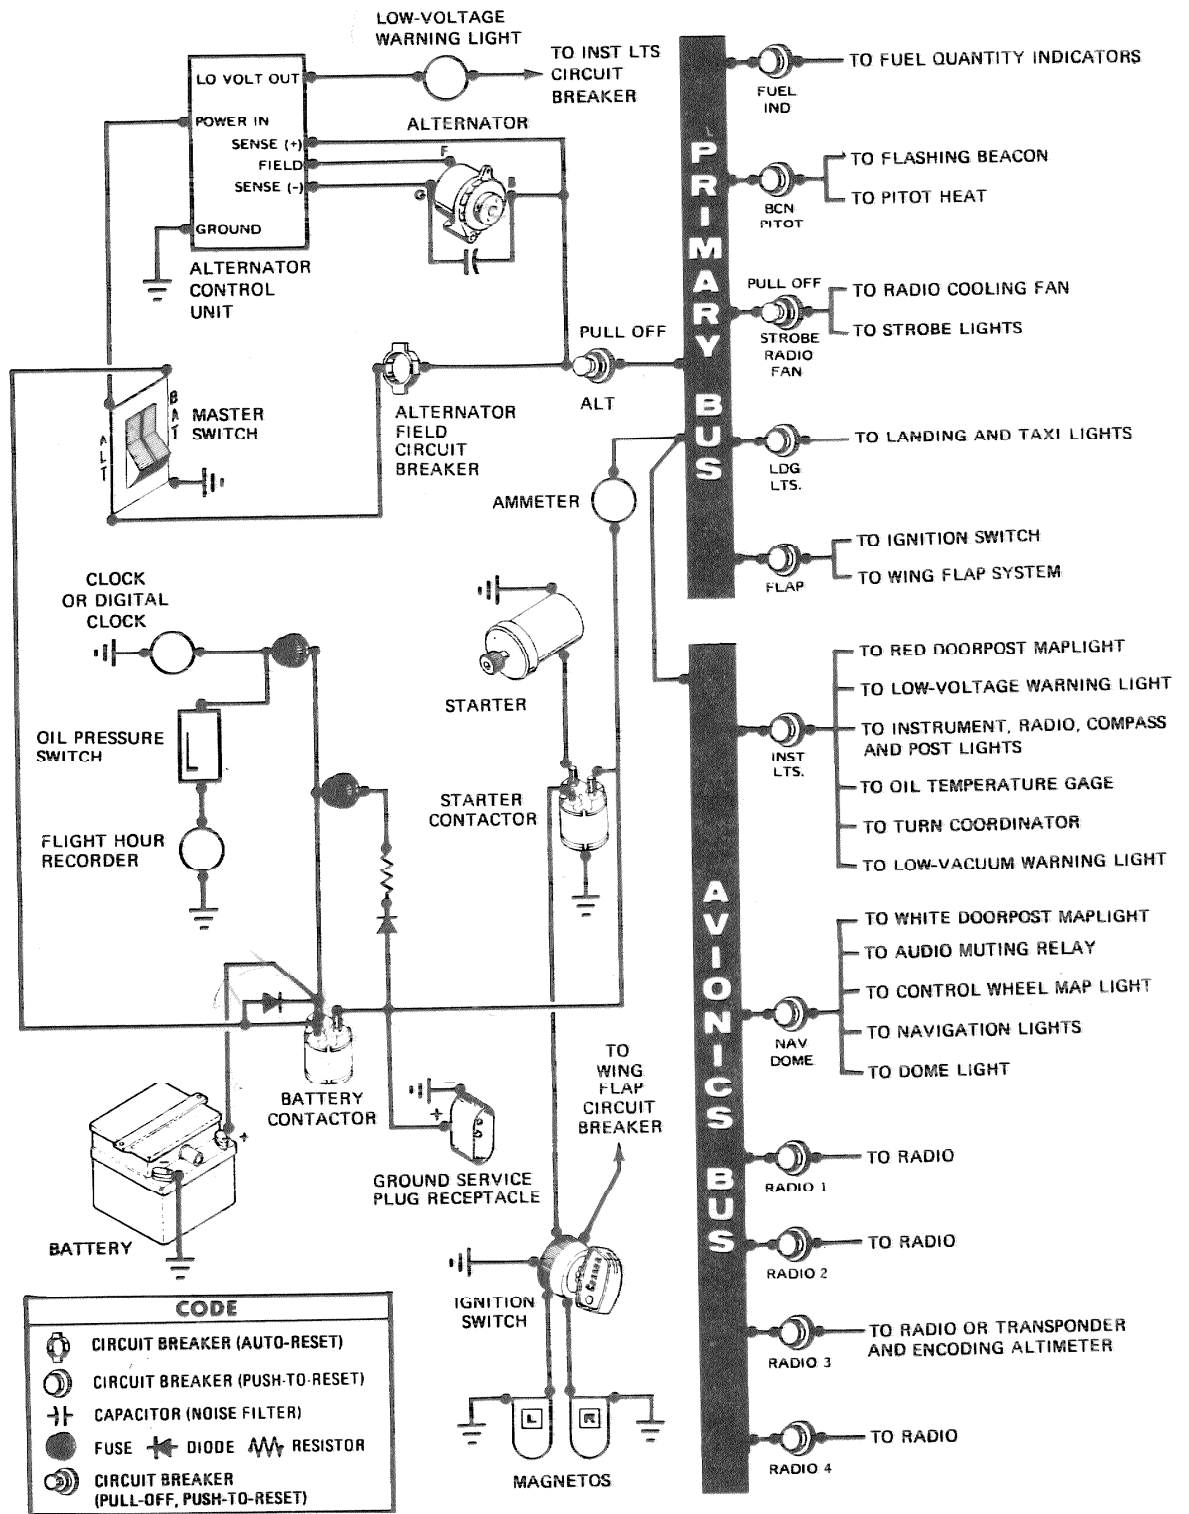 LOW-VOLTAGE
WARNING LIGHT
TO INST LTS
CIRCUIT
BREAKER
LO VOLT OUT
POWER IN
SENSE (+)
FIELD
SENSE (-)
GROUND
ALTERNATOR
F
G
B
ALTERNATOR
CONTROL
UNIT
PULL OFF
ALT
BAT
ALT
MASTER
SWITCH
ALTERNATOR
FIELD
CIRCUIT
BREAKER
AMMETER
CLOCK
OR DIGITAL
CLOCK
OIL PRESSURE
SWITCH
FLIGHT HOUR
RECORDER
STARTER
STARTER
CONTACTOR
BATTERY
CONTACTOR
+
GROUND SERVICE
PLUG RECEPTACLE
+
-
BATTERY
TO
WING
FLAP
CIRCUIT
BREAKER
IGNITION
SWITCH
L
R
MAGNETOS
PRIMARY BUS
FUEL
IND
TO FUEL QUANTITY INDICATORS
BCN
PITOT
TO FLASHING BEACON
TO PITOT HEAT
PULL OFF
STROBE
RADIO
FAN
TO RADIO COOLING FAN
TO STROBE LIGHTS
LDG
LTS.
TO LANDING AND TAXI LIGHTS
FLAP
TO IGNITION SWITCH
TO WING FLAP SYSTEM
AVIONICS BUS
INST
LTS.
TO RED DOORPOST MAPLIGHT
TO LOW-VOLTAGE WARNING LIGHT
TO INSTRUMENT, RADIO, COMPASS
AND POST LIGHTS
TO OIL TEMPERATURE GAGE
TO TURN COORDINATOR
TO LOW-VACUUM WARNING LIGHT
NAV
DOME
TO WHITE DOORPOST MAPLIGHT
TO AUDIO MUTING RELAY
TO CONTROL WHEEL MAP LIGHT
TO NAVIGATION LIGHTS
TO DOME LIGHT
RADIO 1
TO RADIO
RADIO 2
TO RADIO
RADIO 3
TO RADIO OR TRANSPONDER
AND ENCODING ALTIMETER
RADIO 4
TO RADIO
CODE
CIRCUIT BREAKER (AUTO-RESET)
CIRCUIT BREAKER (PUSH-TO-RESET)
CAPACITOR (NOISE FILTER)
FUSE DIODE RESISTOR
CIRCUIT BREAKER
(PULL-OFF, PUSH-TO-RESET)